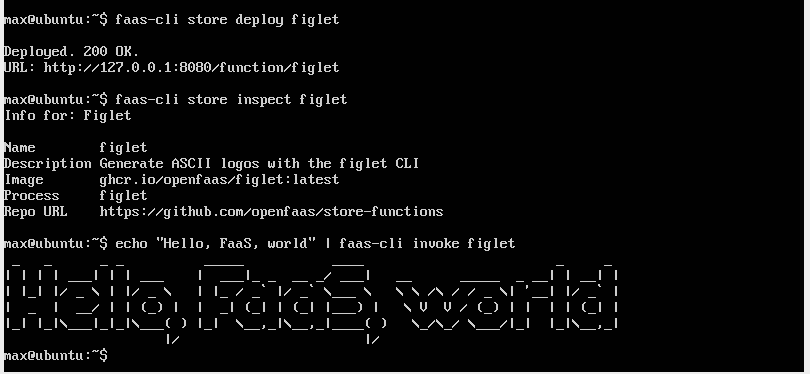 max@ubuntu:~$ faas-cli store deploy figlet
Deployed. 200 OK.
URL: http://127.0.0.1:8080/function/figlet
max@ubuntu:~$ faas-cli store inspect figlet
Info for: Figlet
Name figlet
Description Generate ASCII logos with the figlet CLI
Image ghcr.io/openfaas/figlet:latest
Process figlet
Repo URL https://github.com/openfaas/store-functions
max@ubuntu:~$ echo "Hello, FaaS, world" | faas-cli invoke figlet
Hello, FaaS, world
max@ubuntu:~$